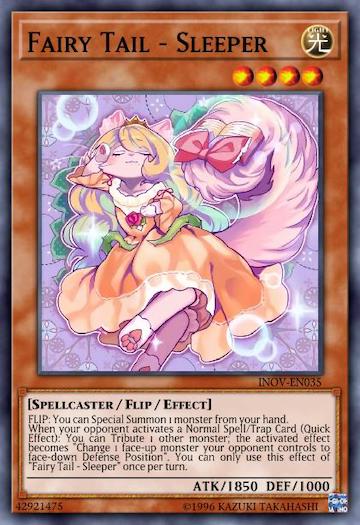 FAIRY TAIL - SLEEPER
LIGHT
光
INOV-EN035
[SPELLCASTER / FLIP / EFFECT]
FLIP: You can Special Summon 1 monster from your hand.
When your opponent activates a Normal Spell/Trap Card (Quick
Effect): You can Tribute 1 other monster; the activated effect
becomes "Change 1 face-up monster your opponent controls to
face-down Defense Position". You can only use this effect of
"Fairy Tail - Sleeper" once per turn.
ATK/1850 DEF/1000
42921475 ©1996 KAZUKI TAKAHASHI